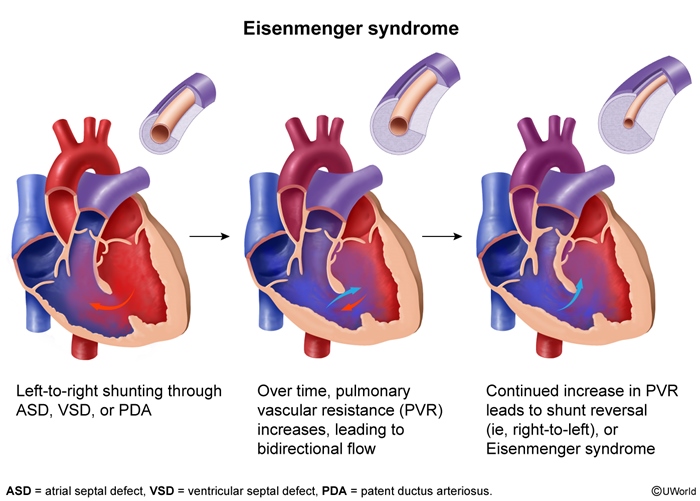 Eisenmenger syndrome
Left-to-right shunting through
ASD, VSD, or PDA
Over time, pulmonary
vascular resistance (PVR)
increases, leading to
bidirectional flow
Continued increase in PVR
leads to shunt reversal
(ie, right-to-left), or
Eisenmenger syndrome
ASD = atrial septal defect, VSD = ventricular septal defect, PDA = patent ductus arteriosus.
©UWorld